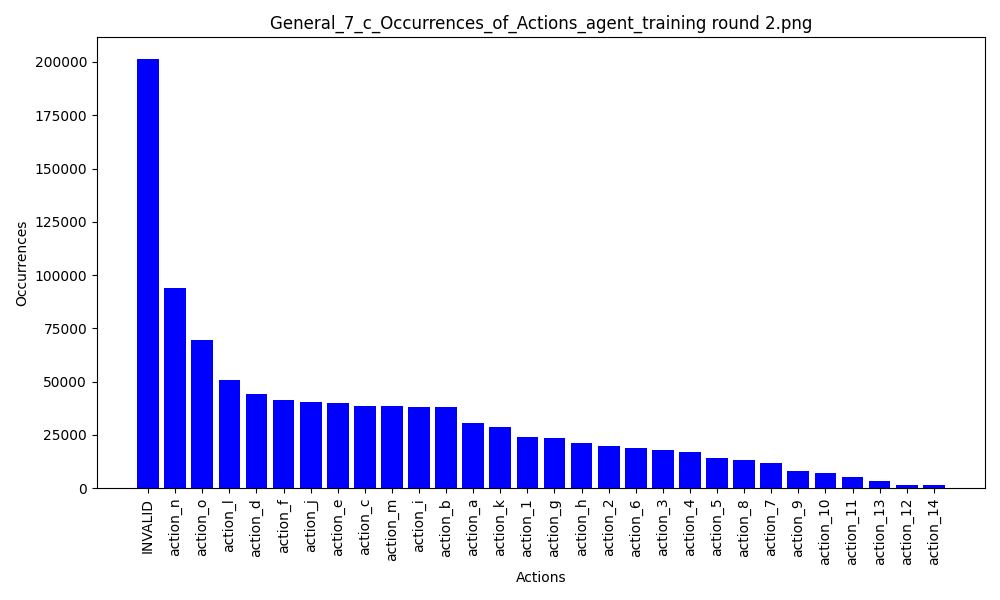 General_7_c_Occurrences_of_Actions_agent_training round 2.png
200000
175000
150000
125000
100000
75000
50000
25000
0
Occurrences
INVALID
action_n
action_o
action_l
action_d
action_f
action_j
action_e
action_c
action_m
action_i
action_b
action_a
action_k
action_1
action_g
action_h
action_2
action_6
action_3
action_4
action_5
action_8
action_7
action_9
action_10
action_11
action_13
action_12
action_14
Actions